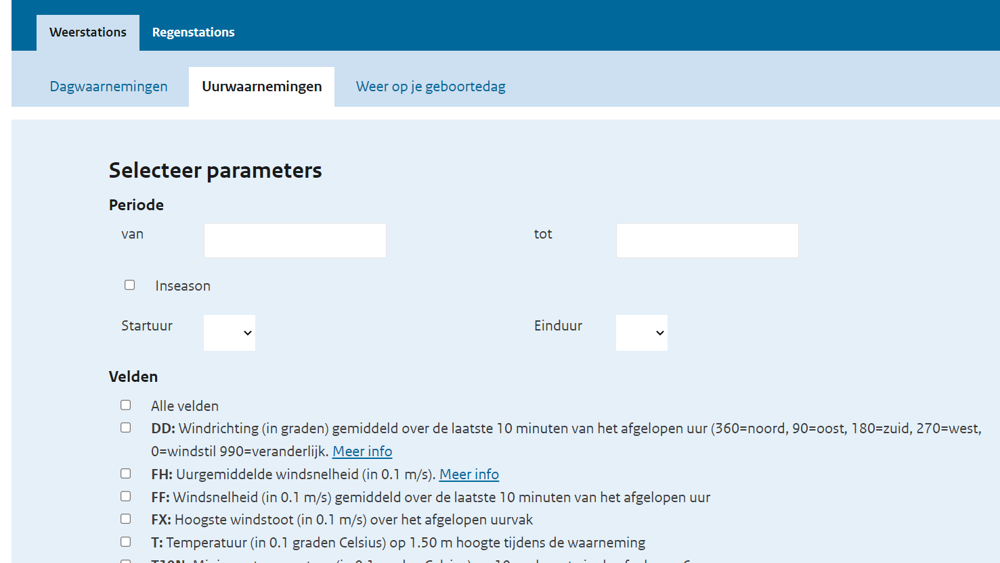 Weerstations Regenstations
Dagwaarnemingen Uurwaarnemingen Weer op je geboortedag
Selecteer parameters
Periode
van tot
Inseason
Startuur Einduur
Velden
Alle velden
DD: Windrichting (in graden) gemiddeld over de laatste 10 minuten van het afgelopen uur (360=noord, 90=oost, 180=zuid, 270=west,
0=windstil 990=veranderlijk. Meer info
FH: Uurgemiddelde windsnelheid (in 0.1 m/s). Meer info
FF: Windsnelheid (in 0.1 m/s) gemiddeld over de laatste 10 minuten van het afgelopen uur
FX: Hoogste windstoot (in 0.1 m/s) over het afgelopen uurvak
T: Temperatuur (in 0.1 graden Celsius) op 1.50 m hoogte tijdens de waarneming